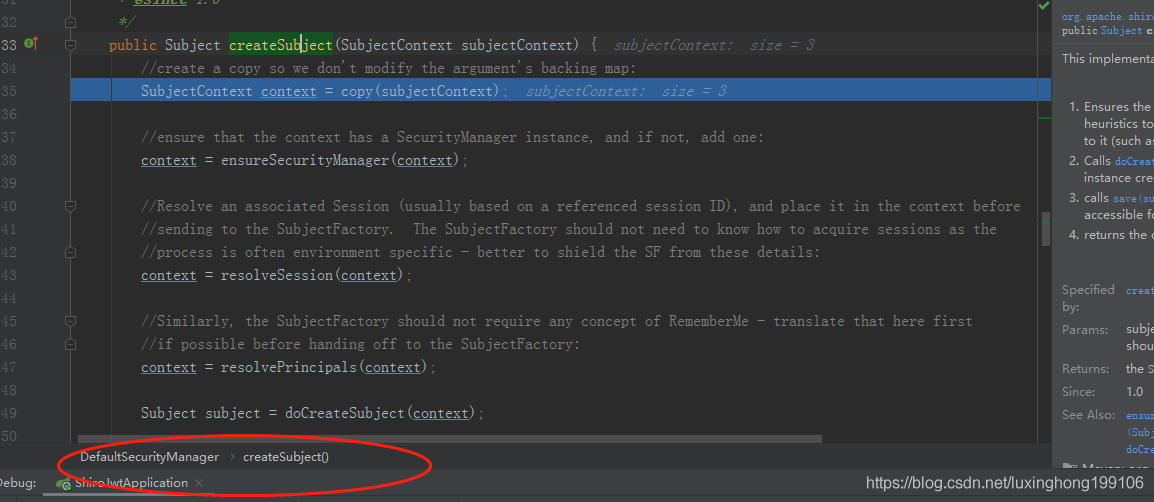 * @since 1.0
32 */
33 public Subject createSubject(SubjectContext subjectContext) { subjectContext: size = 3
34 //create a copy so we don't modify the argument's backing map:
35 SubjectContext context = copy(subjectContext); subjectContext: size = 3
36
37 //ensure that the context has a SecurityManager instance, and if not, add one:
38 context = ensureSecurityManager(context);
39
40 //Resolve an associated Session (usually based on a referenced session ID), and place it in the context before
41 //sending to the SubjectFactory.  The SubjectFactory should not need to know how to acquire sessions as the
42 //process is often environment specific - better to shield the SF from these details:
43 context = resolveSession(context);
44
45 //Similarly, the SubjectFactory should not require any concept of RememberMe - translate that here first
46 //if possible before handing off to the SubjectFactory:
47 context = resolvePrincipals(context);
48
49 Subject subject = doCreateSubject(context);
50
DefaultSecurityManager › createSubject()
Debug: ShiroJwtApplication ×
org.apache.shiro
public Subject c
This implementa
1. Ensures the
heuristics to
to it (such as
2. Calls doCreat
instance cre
3. calls save(su
accessible fo
4. returns the c
Specified by: create
Params: subje
shou
Returns: the S
Since: 1.0
See Also: ensur
(Subj
doCre
https://blog.csdn.net/luxinghong199106